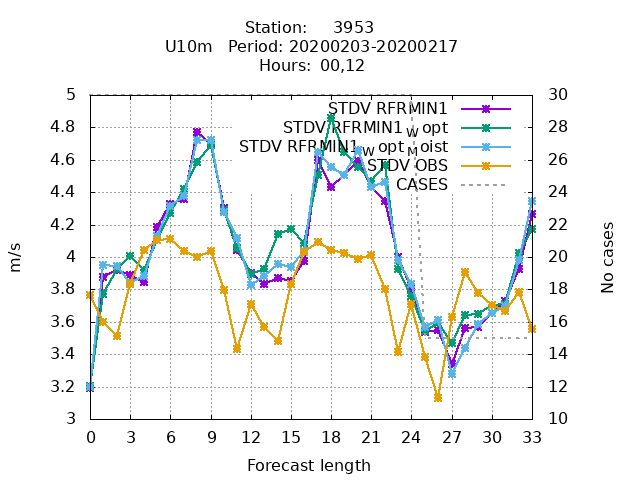 Station: 3953
U10m Period: 20200203-20200217
Hours: 00,12
5 30
STDV RFRMIN1
4.8 STDV RFRMIN1 W opt 28
STDV RFRMIN1 W opt M oist
4.6 STDV OBS 26
4.4 CASES 24
4.2 22
4 20
3.8 18
3.6 16
3.4 14
3.2 12
3 10
m/s
No cases
0 3 6 9 12 15 18 21 24 27 30 33
Forecast length